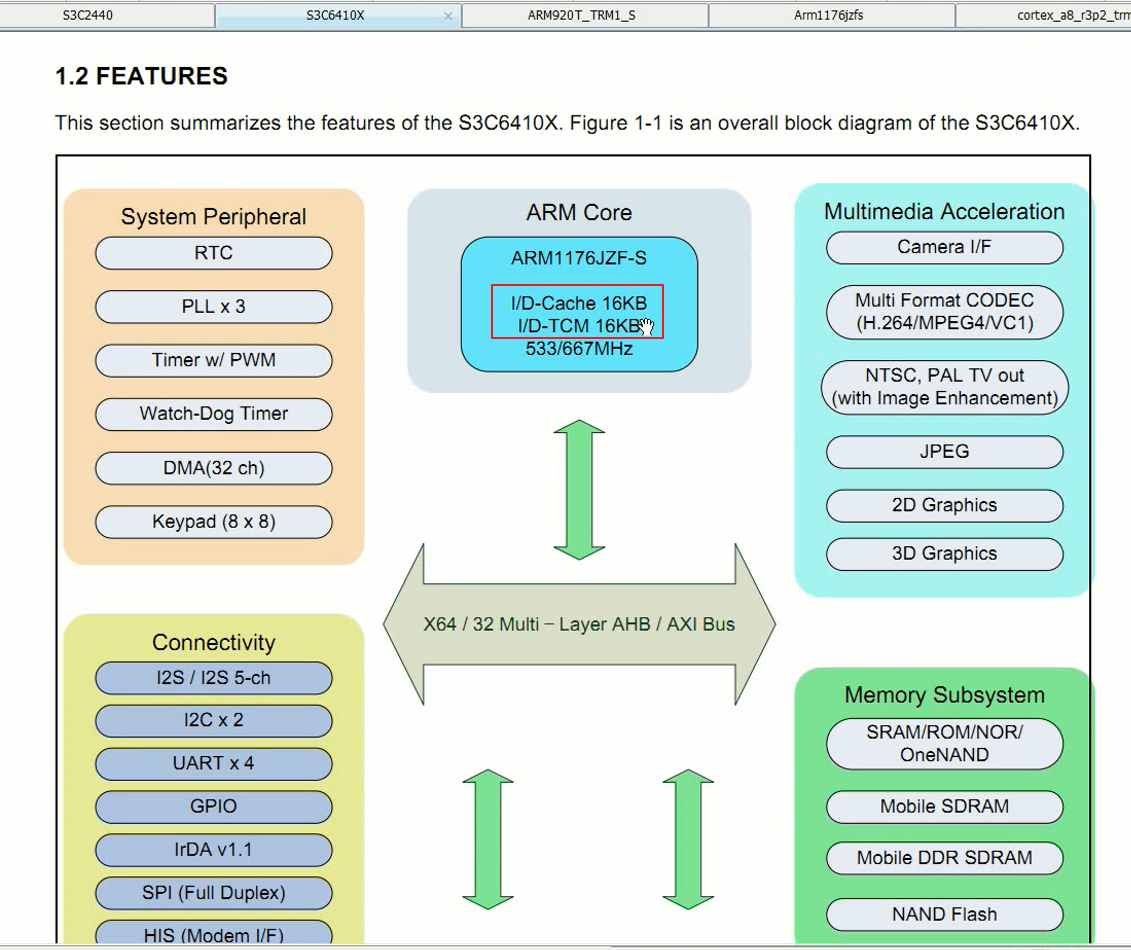 S3C2440
S3C6410X
ARM920T_TRM1_S
Arm1176jzfs
cortex_a8_r3p2_trm
1.2 FEATURES
This section summarizes the features of the S3C6410X. Figure 1-1 is an overall block diagram of the S3C6410X.
System Peripheral
RTC
PLL x 3
Timer w/ PWM
Watch-Dog Timer
DMA(32 ch)
Keypad (8 x 8)
ARM Core
ARM1176JZF-S
I/D-Cache 16KB
I/D-TCM 16KB
533/667MHz
Multimedia Acceleration
Camera I/F
Multi Format CODEC
(H.264/MPEG4/VC1)
NTSC, PAL TV out
(with Image Enhancement)
JPEG
2D Graphics
3D Graphics
X64 / 32 Multi – Layer AHB / AXI Bus
Connectivity
I2S / I2S 5-ch
I2C x 2
UART x 4
GPIO
IrDA v1.1
SPI (Full Duplex)
HIS (Modem I/F)
Memory Subsystem
SRAM/ROM/NOR/
OneNAND
Mobile SDRAM
Mobile DDR SDRAM
NAND Flash